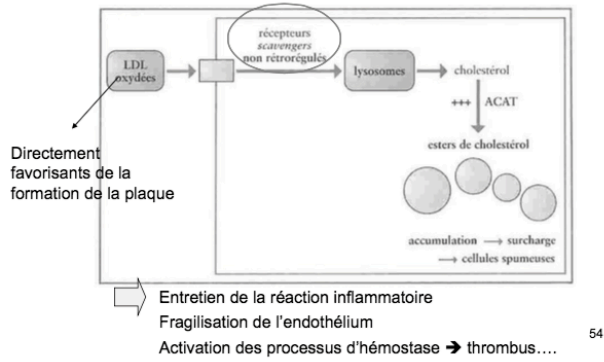 récepteurs
scavengers
non rétrorégulés
LDL
oxydées
lysosomes
cholestérol
+++ ACAT
esters de cholestérol
Directement
favorisants de la
formation de la plaque
accumulation → surcharge
→ cellules spumeuses
Entretien de la réaction inflammatoire
Fragilisation de l'endothélium
Activation des processus d'hémostase ➔ thrombus….
54